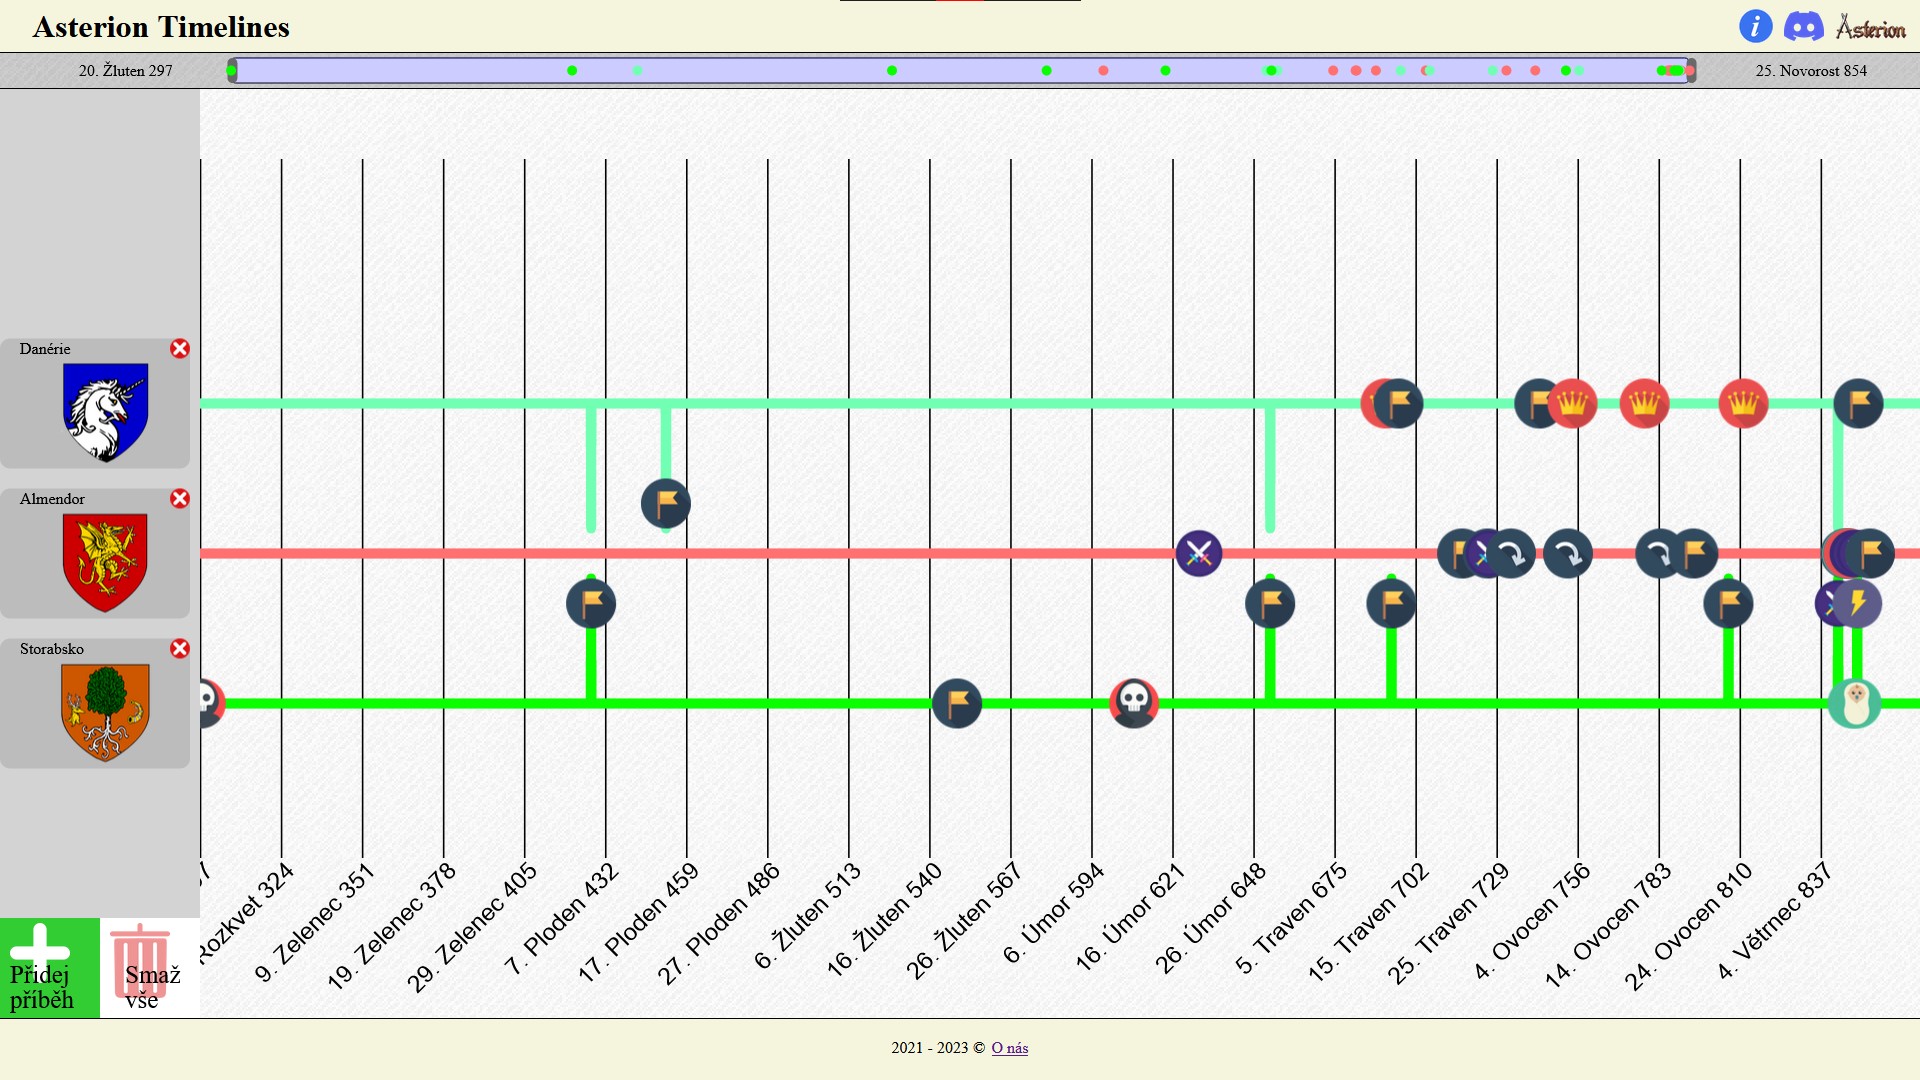 Asterion Timelines
i
Asterion
20. Žluten 297
25. Novorost 854
Danérie
Almendor
Storabsko
Rozkvet 324
9. Zelenec 351
19. Zelenec 378
29. Zelenec 405
7. Ploden 432
17. Ploden 459
27. Ploden 486
6. Žluten 513
16. Žluten 540
26. Žluten 567
6. Úmor 594
16. Úmor 621
26. Úmor 648
5. Traven 675
15. Traven 702
25. Traven 729
4. Ovocen 756
14. Ovocen 783
24. Ovocen 810
4. Větrnec 837
Přidej
příběh
Smaž
vše
2021 - 2023 © O nás